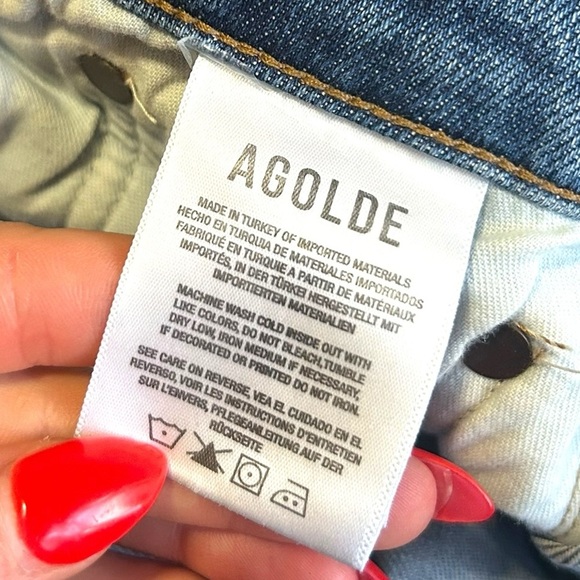 AGOLDE
MADE IN TURKEY OF IMPORTED MATERIALS
HECHO EN TURQUIA DE MATERIALES IMPORTADOS
FABRIQUÉ EN TURQUIE A PARTIR DE MATÉRIAUX
IMPORTÉS, IN DER TÜRKEI HERGESTELLT MIT
IMPORTIERTEN MATERIALIEN
MACHINE WASH COLD INSIDE OUT WITH
LIKE COLORS, DO NOT BLEACH,TUMBLE
DRY LOW, IRON MEDIUM IF NECESSARY,
IF DECORATED OR PRINTED DO NOT IRON.
SEE CARE ON REVERSE, VEA EL CUIDADO EN EL
REVERSO, VOIR LES INSTRUCTIONS D'ENTRETIEN
SUR L'ENVERS, PFLEGEANLEITUNG AUF DER
RÜCKSEITE